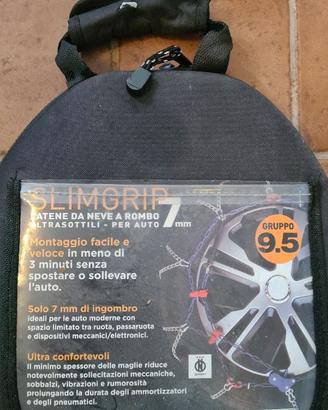 SLIMGRIP 7mm
CATENE DA NEVE A ROMBO
ULTRASOTTILI - PER AUTO
GRUPPO
9.5
Montaggio facile e
veloce in meno di
3 minuti senza
spostare o sollevare
l'auto.
Solo 7 mm di ingombro
ideali per le auto moderne con
spazio limitato tra ruota, passaruota
e dispositivi meccanici/elettronici.
Ultra confortevoli
Il minimo spessore delle maglie riduce
notevolmente sollecitazioni meccaniche,
sobbalzi, vibrazioni e rumorosità
prolungando la durata degli ammortizzatori
e degli pneumatici.